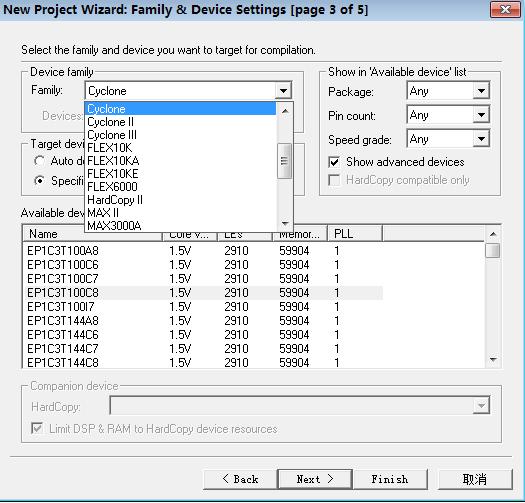 New Project Wizard: Family & Device Settings [page 3 of 5]
Select the family and device you want to target for compilation.
Device family
Family: Cyclone
Devices:
Cyclone
Cyclone II
Cyclone III
FLEX10K
FLEX10KA
FLEX10KE
FLEX6000
HardCopy II
MAX II
MAX3000A
Show in 'Available device' list
Package: Any
Pin count: Any
Speed grade: Any
Show advanced devices
HardCopy compatible only
Target devi
Auto d
Specifi
Available dev
Name Core v... LEs Memor... PLL
EP1C3T100A8 1.5V 2910 59904 1
EP1C3T100C6 1.5V 2910 59904 1
EP1C3T100C7 1.5V 2910 59904 1
EP1C3T100C8 1.5V 2910 59904 1
EP1C3T100I7 1.5V 2910 59904 1
EP1C3T144A8 1.5V 2910 59904 1
EP1C3T144C6 1.5V 2910 59904 1
EP1C3T144C7 1.5V 2910 59904 1
EP1C3T144C8 1.5V 2910 59904 1
Companion device
HardCopy:
Limit DSP & RAM to HardCopy device resources
< Back Next > Finish 取消